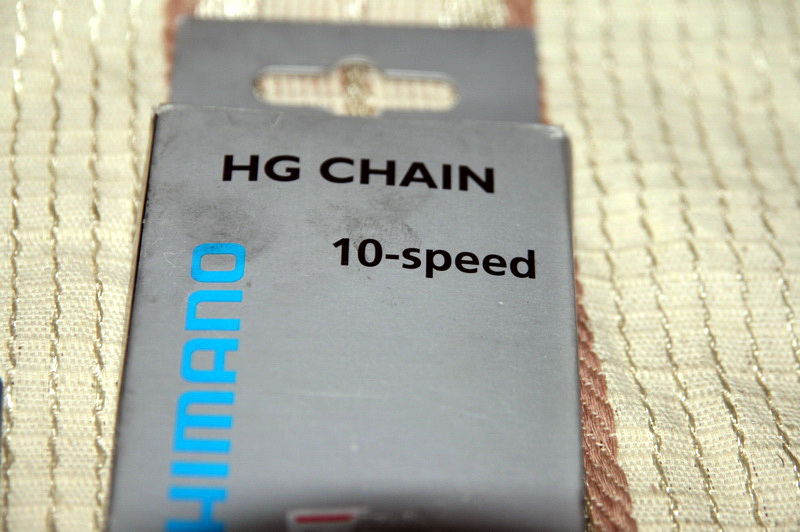 HG CHAIN
10-speed
HIMANO